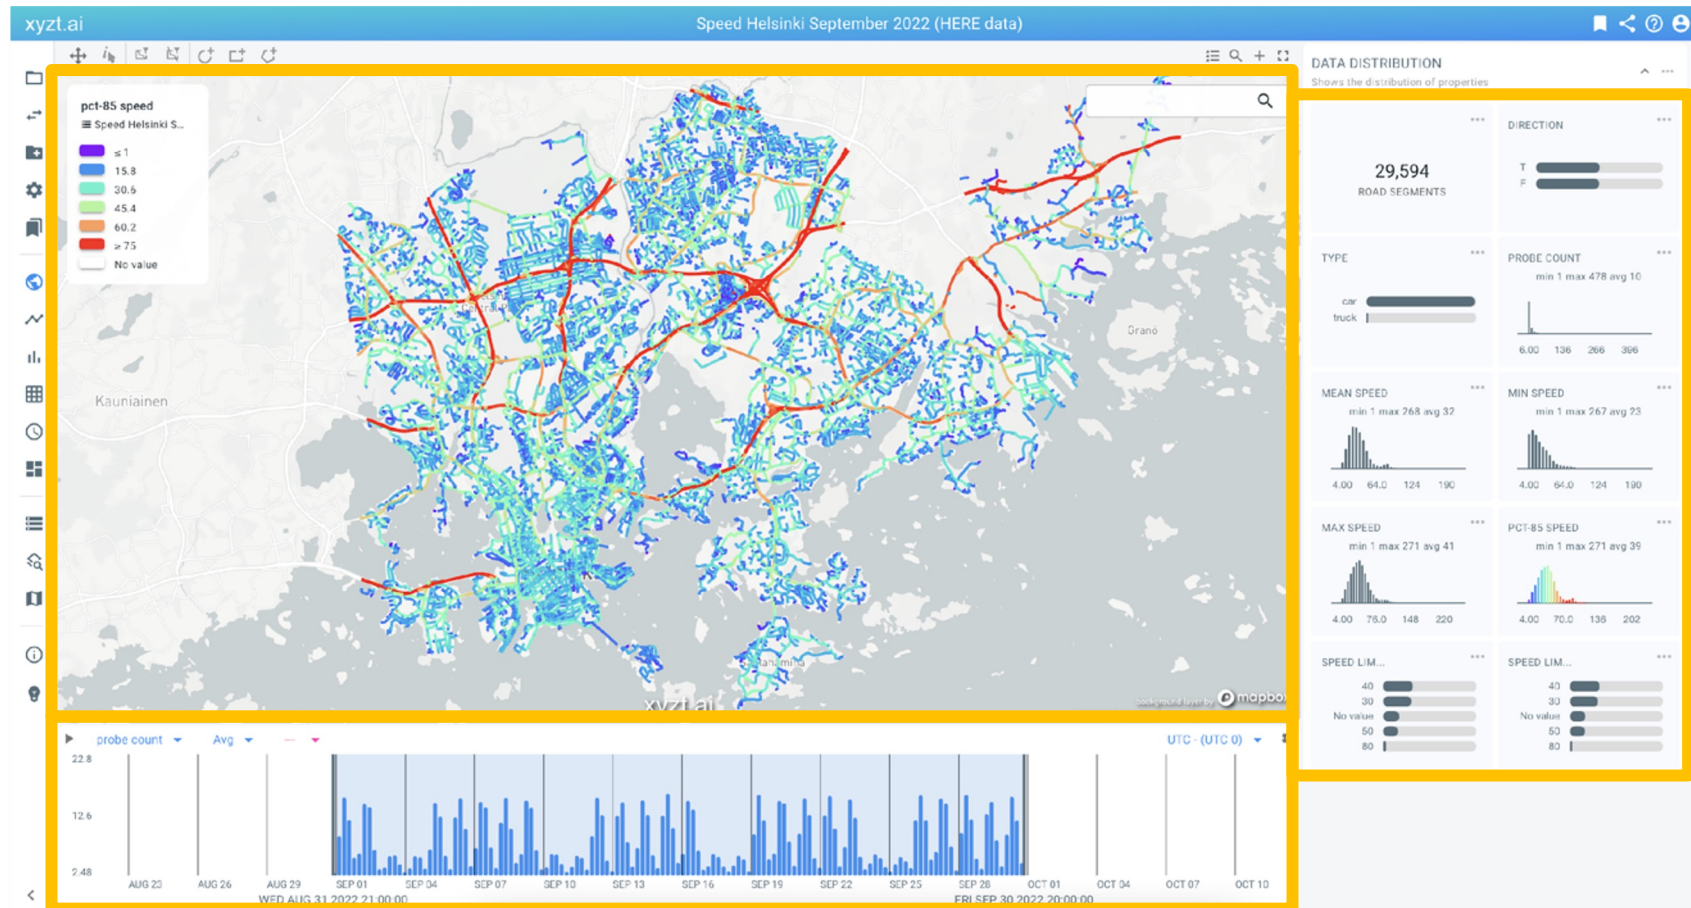 xyzt.ai
Speed Helsinki September 2022 (HERE data)
DATA DISTRIBUTION
Shows the distribution of properties
pct-85 speed
Speed Helsinki S...
≤ 1
15.8
30.6
45.4
60.2
≥ 75
No value
Kauniainen
Granö
xyzt.ai
background layer by mapbox
29,594
ROAD SEGMENTS
DIRECTION
T
F
TYPE
car
truck
PROBE COUNT
min 1 max 478 avg 10
6.00 136 266 396
MEAN SPEED
min 1 max 268 avg 32
4.00 64.0 124 190
MIN SPEED
min 1 max 267 avg 23
4.00 64.0 124 190
MAX SPEED
min 1 max 271 avg 41
4.00 76.0 148 220
PCT-85 SPEED
min 1 max 271 avg 39
4.00 70.0 136 202
SPEED LIM...
40
30
No value
50
80
SPEED LIM...
40
30
No value
50
80
probe count Avg UTC - (UTC 0)
22.8
12.6
2.48
AUG 23 AUG 26 AUG 29 SEP 01 SEP 04 SEP 07 SEP 10 SEP 13 SEP 16 SEP 19 SEP 22 SEP 25 SEP 28 OCT 01 OCT 04 OCT 07 OCT 10
WED AUG 31 2022 21:00:00 FRI SEP 30 2022 20:00:00